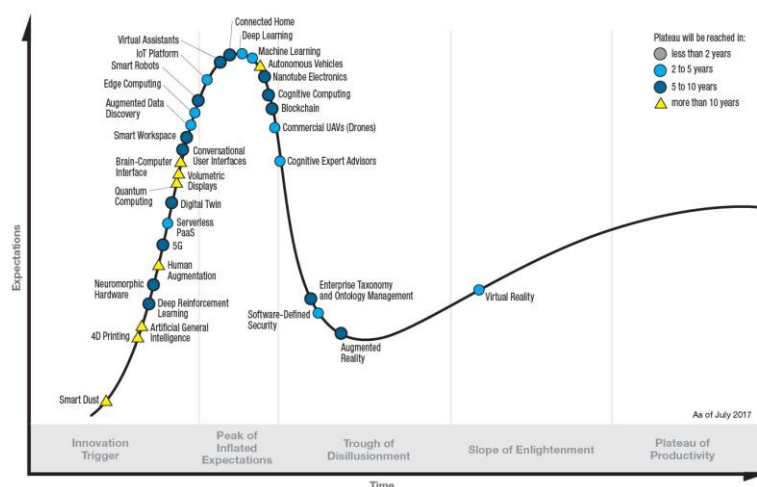 Connected Home
Deep Learning
Virtual Assistants
Machine Learning
IoT Platform
Autonomous Vehicles
Smart Robots
Nanotube Electronics
Edge Computing
Cognitive Computing
Augmented Data
Discovery
Blockchain
Smart Workspace
Commercial UAVs (Drones)
Conversational
User Interfaces
Brain-Computer
Interface
Cognitive Expert Advisors
Volumetric
Displays
Quantum
Computing
Digital Twin
Serverless
PaaS
5G
Human
Augmentation
Neuromorphic
Hardware
Deep Reinforcement
Learning
Artificial General
Intelligence
4D Printing
Smart Dust
Enterprise Taxonomy
and Ontology Management
Software-Defined
Security
Augmented
Reality
Virtual Reality
Plateau will be reached in:
less than 2 years
2 to 5 years
5 to 10 years
more than 10 years
As of July 2017
Expectations
Innovation
Trigger
Peak of
Inflated
Expectations
Trough of
Disillusionment
Slope of Enlightenment
Plateau of
Productivity
Time